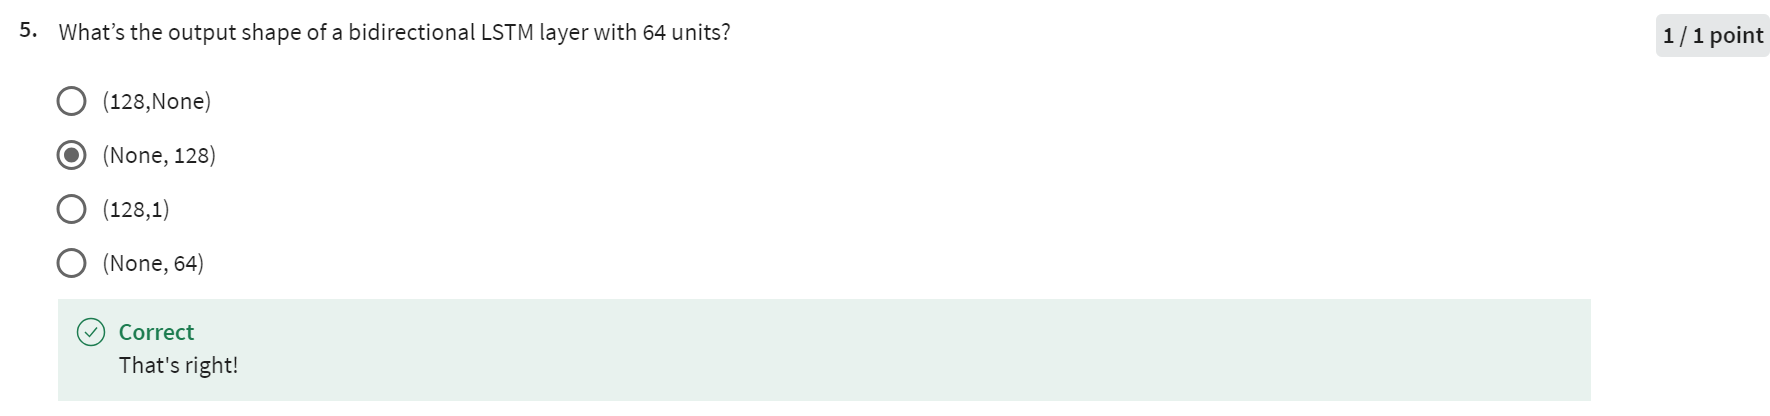 5. What’s the output shape of a bidirectional LSTM layer with 64 units?
1 / 1 point
(128,None)
(None, 128)
(128,1)
(None, 64)
Correct
That's right!